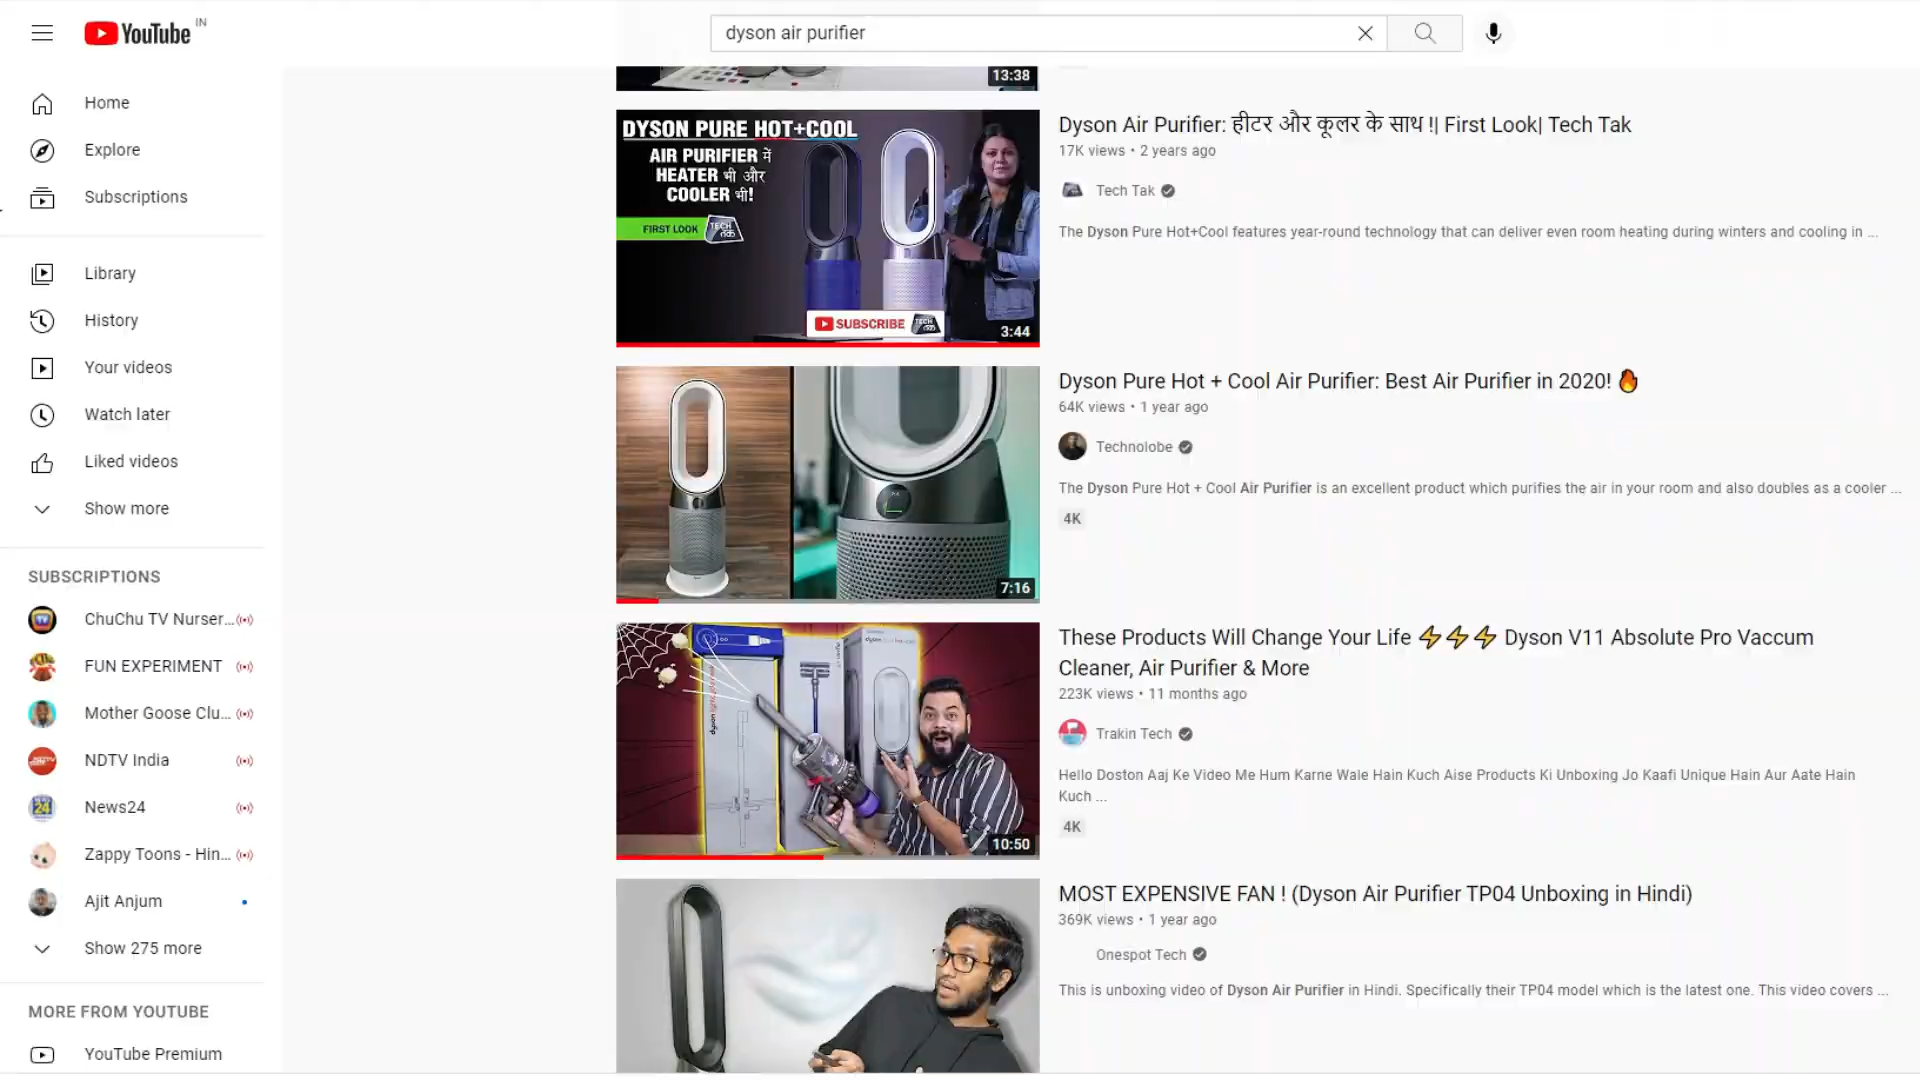 YouTube IN
dyson air purifier
Home
Explore
Subscriptions
Library
History
Your videos
Watch later
Liked videos
Show more
SUBSCRIPTIONS
ChuChu TV Nurser...
FUN EXPERIMENT
Mother Goose Clu...
NDTV India
News24
Zappy Toons - Hin...
Ajit Anjum
Show 275 more
MORE FROM YOUTUBE
YouTube Premium
13:38
DYSON PURE HOT+COOL
AIR PURIFIER में
HEATER भी और
COOLER भी!
FIRST LOOK
TECH तक
SUBSCRIBE
TECH तक
3:44
Dyson Air Purifier: हीटर और कूलर के साथ !| First Look| Tech Tak
17K views • 2 years ago
Tech Tak
The Dyson Pure Hot+Cool features year-round technology that can deliver even room heating during winters and cooling in ...
7:16
Dyson Pure Hot + Cool Air Purifier: Best Air Purifier in 2020! 🔥
64K views • 1 year ago
Technolobe
The Dyson Pure Hot + Cool Air Purifier is an excellent product which purifies the air in your room and also doubles as a cooler ...
4K
dyson
10:50
These Products Will Change Your Life ⚡⚡⚡ Dyson V11 Absolute Pro Vaccum
Cleaner, Air Purifier & More
223K views • 11 months ago
Trakin Tech
Hello Doston Aaj Ke Video Me Hum Karne Wale Hain Kuch Aise Products Ki Unboxing Jo Kaafi Unique Hain Aur Aate Hain
Kuch ...
4K
MOST EXPENSIVE FAN ! (Dyson Air Purifier TP04 Unboxing in Hindi)
369K views • 1 year ago
Onespot Tech
This is unboxing video of Dyson Air Purifier in Hindi. Specifically their TP04 model which is the latest one. This video covers ...